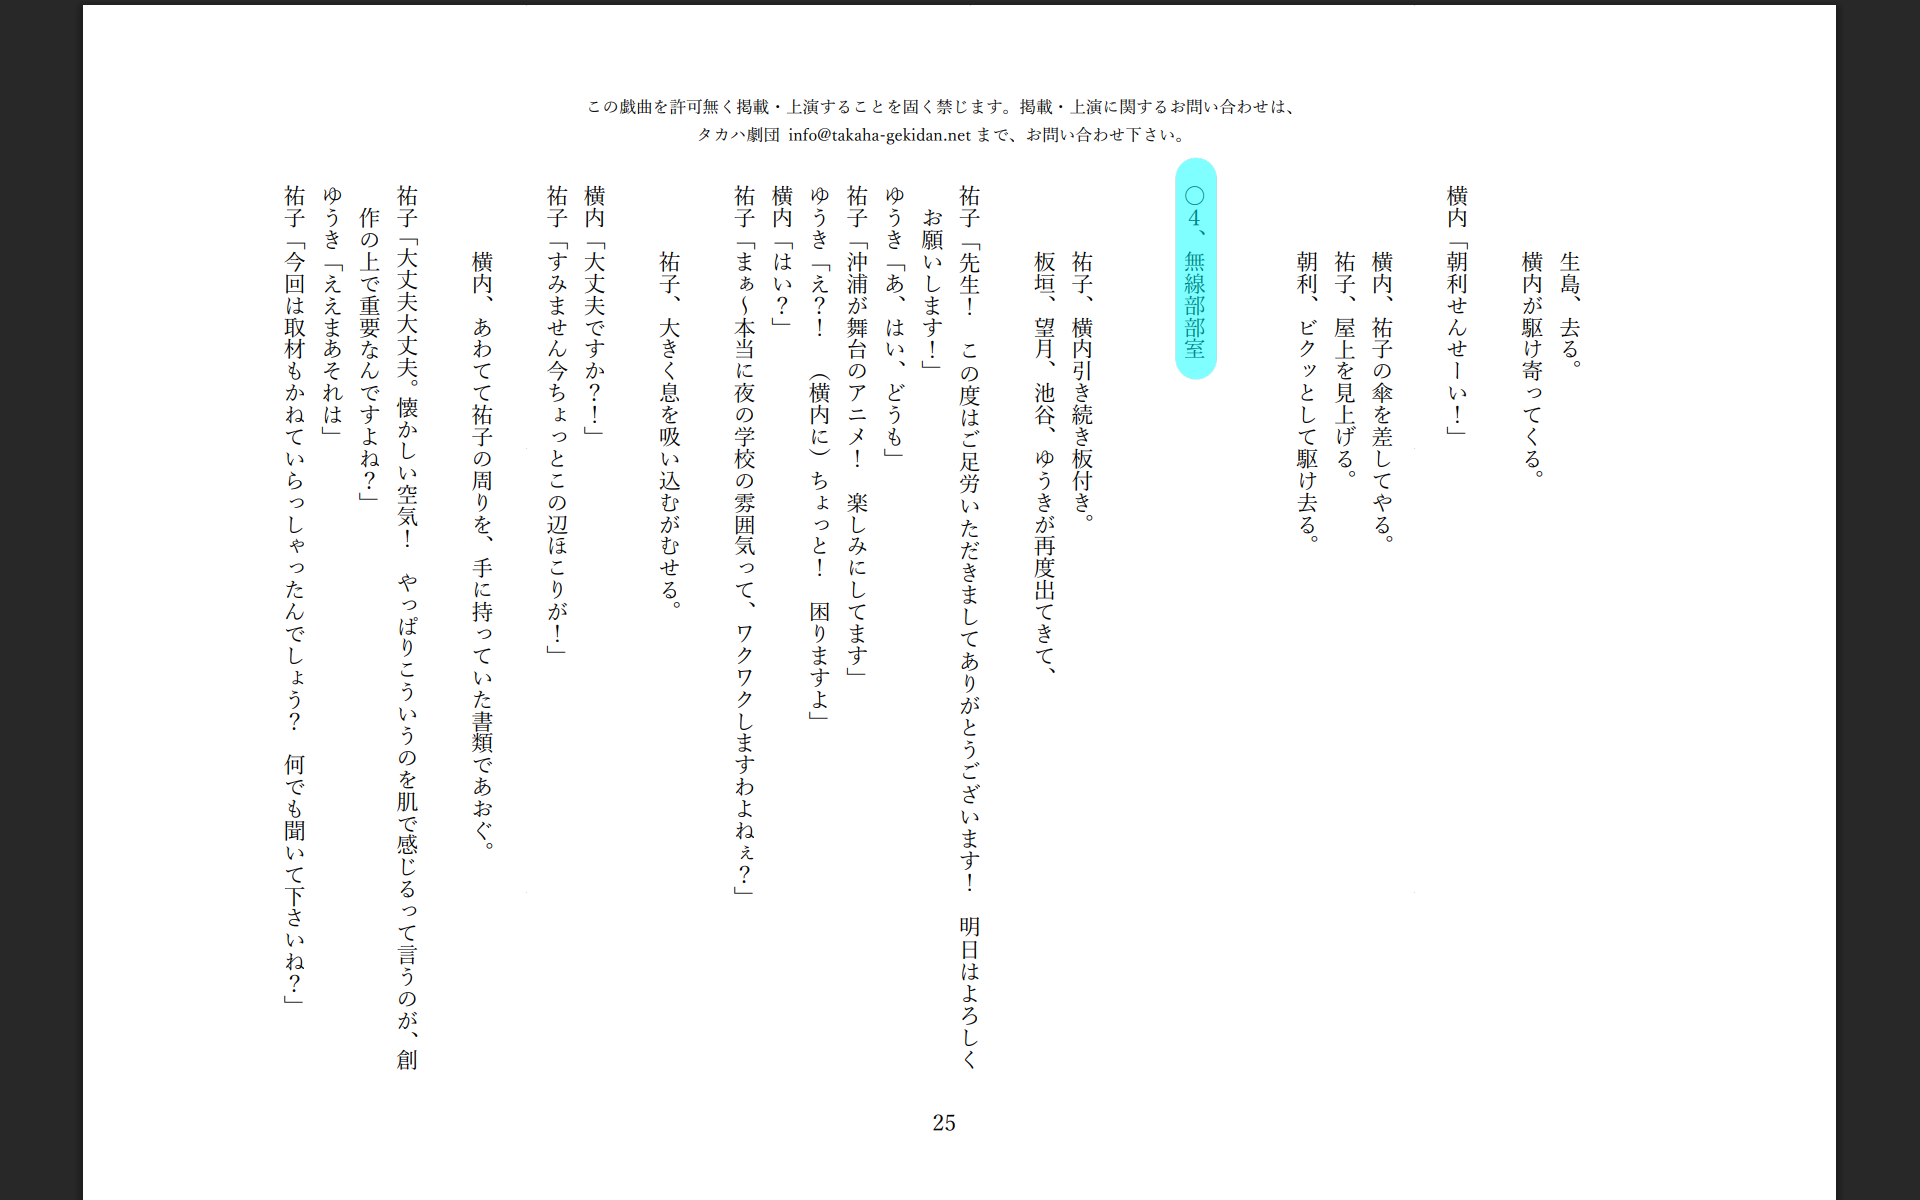 この戯曲を許可無く掲載・上演することを固く禁じます。掲載・上演に関するお問い合わせは、
タカハ劇団 info@takaha-gekidan.net まで、お問い合わせ下さい。
生島、去る。
横内が駆け寄ってくる。
横内「朝利せんせーい！」
横内、祐子の傘を差してやる。
祐子、屋上を見上げる。
朝利、ビクッとして駆け去る。
〇４、無線部部室
祐子、横内引き続き板付き。
板垣、望月、池谷、ゆうきが再度出てきて、
祐子「先生！　この度はご足労いただきましてありがとうございます！　明日はよろしく
お願いします！」
ゆうき「あ、はい、どうも」
祐子「沖浦が舞台のアニメ！　楽しみにしてます」
ゆうき「え？！　（横内に）ちょっと！　困りますよ」
横内「はい？」
祐子「まぁ～本当に夜の学校の雰囲気って、ワクワクしますわよねぇ？」
祐子、大きく息を吸い込むがむせる。
横内「大丈夫ですか？！」
祐子「すみません今ちょっとこの辺ほこりが！」
横内、あわてて祐子の周りを、手に持っていた書類であおぐ。
祐子「大丈夫大丈夫。懐かしい空気！　やっぱりこういうのを肌で感じるって言うのが、創
作の上で重要なんですよね？」
ゆうき「ええまあそれは」
祐子「今回は取材もかねていらっしゃったんでしょう？　何でも聞いて下さいね？」
25